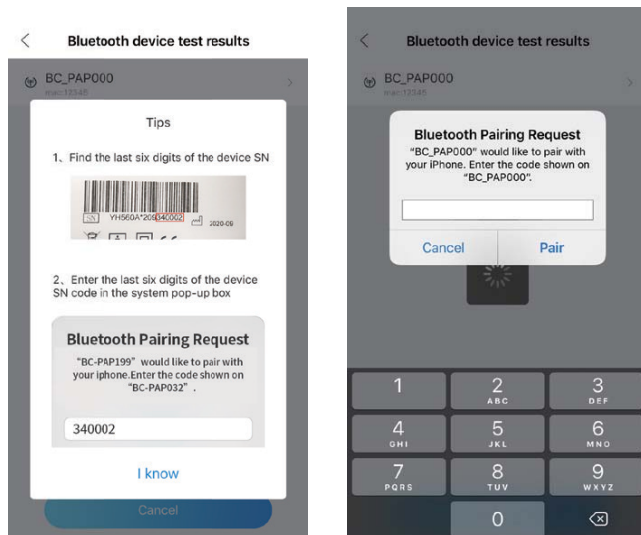 Bluetooth device test results
BC_PAP000
mac:12345
Tips
1、Find the last six digits of the device SN
SN YH560A*209340002 2020-09
2、Enter the last six digits of the device
SN code in the system pop-up box
Bluetooth Pairing Request
"BC-PAP199" would like to pair with
your iphone.Enter the code shown on
"BC-PAP032" .
340002
I know
Cancel
Bluetooth device test results
BC_PAP000
mac:12345
Bluetooth Pairing Request
"BC_PAP000" would like to pair with
your iPhone. Enter the code shown on
"BC_PAP000".
Cancel Pair
1 2 3
ABC DEF
4 5 6
GHI JKL MNO
7 8 9
PQRS TUV WXYZ
0